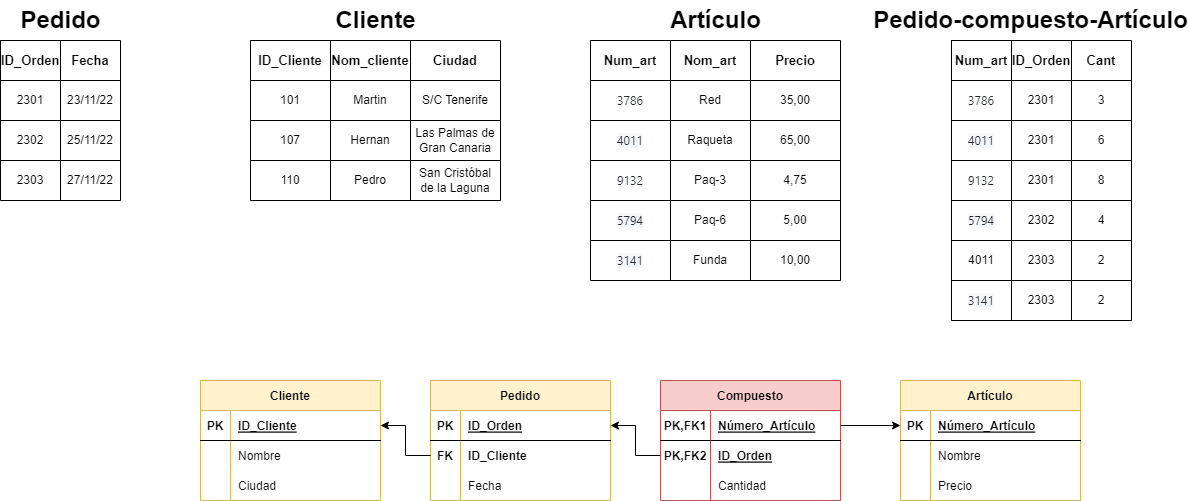 Pedido
ID_Orden Fecha
2301 23/11/22
2302 25/11/22
2303 27/11/22
Cliente
ID_Cliente Nom_cliente Ciudad
101 Martin S/C Tenerife
107 Hernan Las Palmas de
Gran Canaria
110 Pedro San Cristóbal
de la Laguna
Artículo
Num_art Nom_art Precio
3786 Red 35,00
4011 Raqueta 65,00
9132 Paq-3 4,75
5794 Paq-6 5,00
3141 Funda 10,00
Pedido-compuesto-Artículo
Num_art ID_Orden Cant
3786 2301 3
4011 2301 6
9132 2301 8
5794 2302 4
4011 2303 2
3141 2303 2
Cliente
PK ID_Cliente
Nombre
Ciudad
Pedido
PK ID_Orden
FK ID_Cliente
Fecha
Compuesto
PK,FK1 Número_Artículo
PK,FK2 ID_Orden
Cantidad
Artículo
PK Número_Artículo
Nombre
Precio